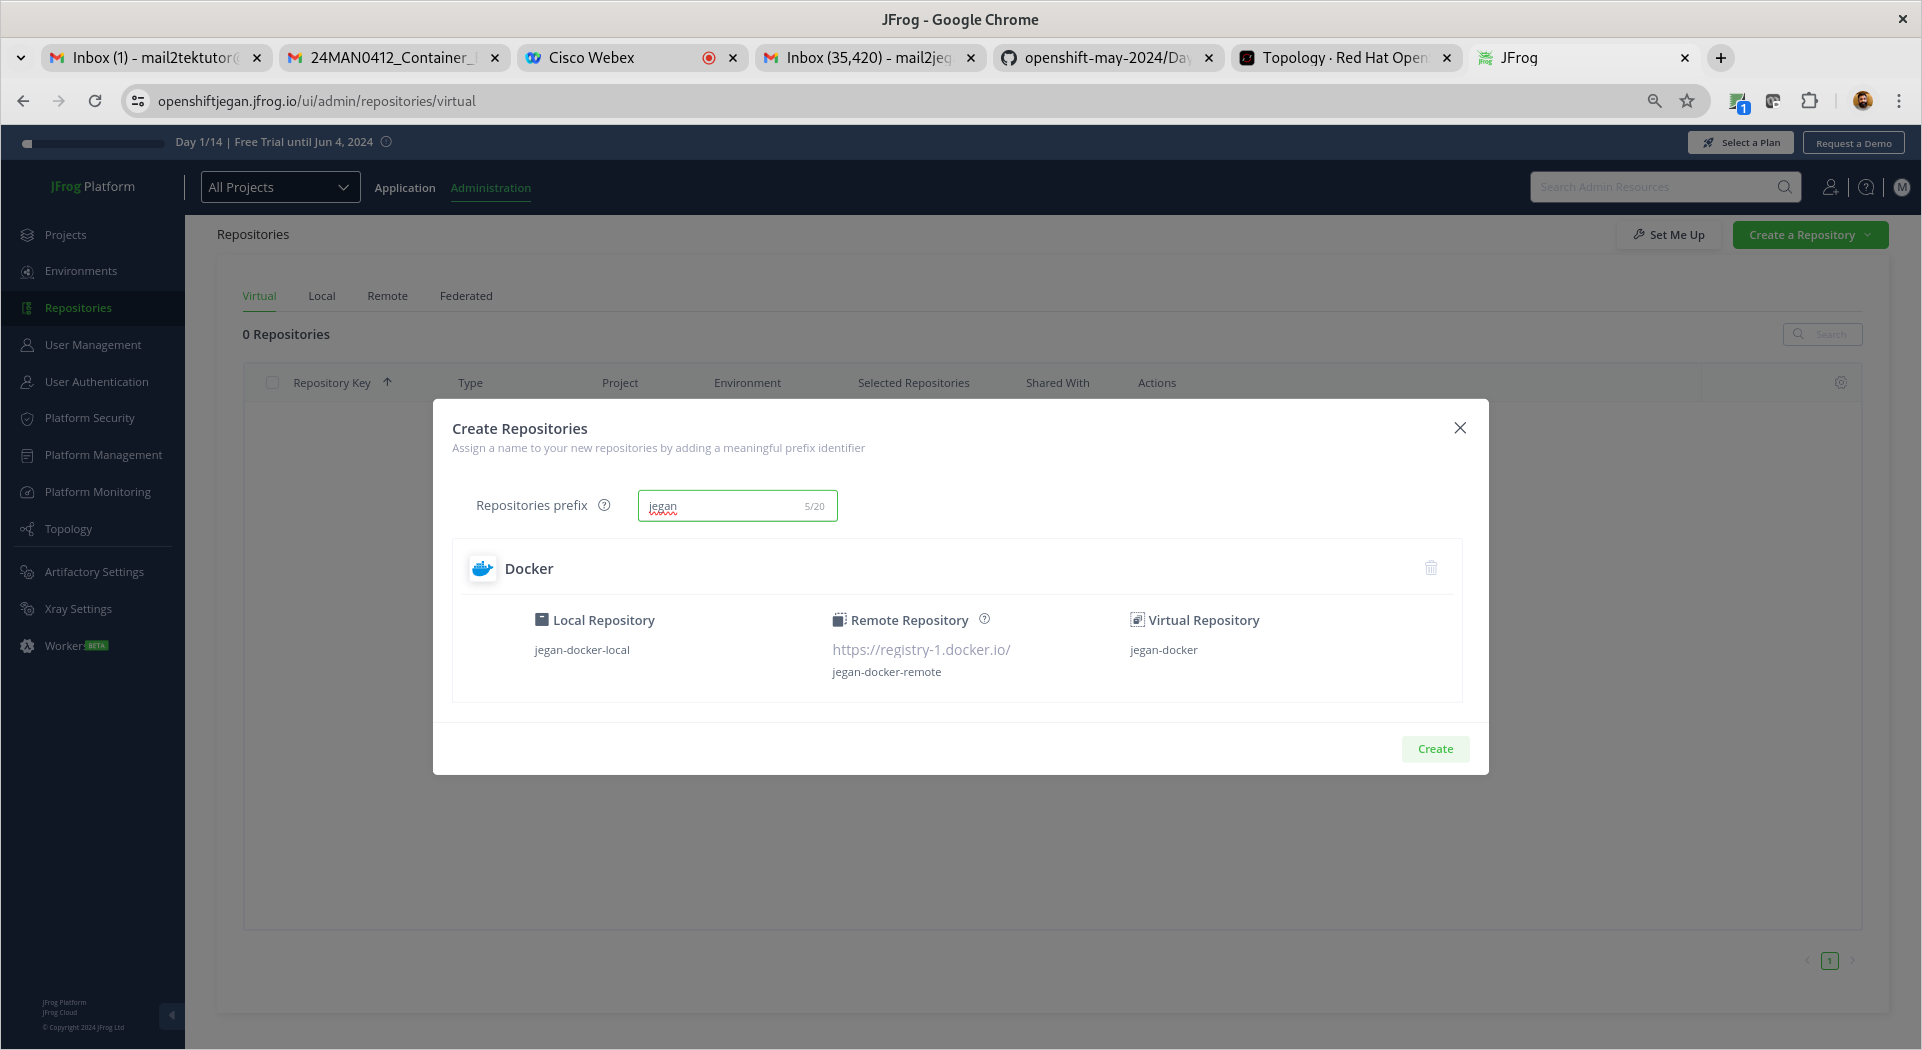 JFrog - Google Chrome
Inbox (1) - mail2tektutor@
24MAN0412_Container_
Cisco Webex
Inbox (35,420) - mail2jeg
openshift-may-2024/Day
Topology · Red Hat Open
JFrog
openshiftjegan.jfrog.io/ui/admin/repositories/virtual
1
Day 1/14 | Free Trial until Jun 4, 2024
Select a Plan
Request a Demo
JFrog Platform
All Projects
Application
Administration
Search Admin Resources
M
Projects
Environments
Repositories
User Management
User Authentication
Platform Security
Platform Management
Platform Monitoring
Topology
Artifactory Settings
Xray Settings
Workers BETA
JFrog Platform
JFrog Cloud
© Copyright 2024 JFrog Ltd
Repositories
Set Me Up
Create a Repository
Virtual
Local
Remote
Federated
0 Repositories
Search
Repository Key
Type
Project
Environment
Selected Repositories
Shared With
Actions
Create Repositories
Assign a name to your new repositories by adding a meaningful prefix identifier
Repositories prefix
jegan
5/20
Docker
Local Repository
jegan-docker-local
Remote Repository
https://registry-1.docker.io/
jegan-docker-remote
Virtual Repository
jegan-docker
Create
1